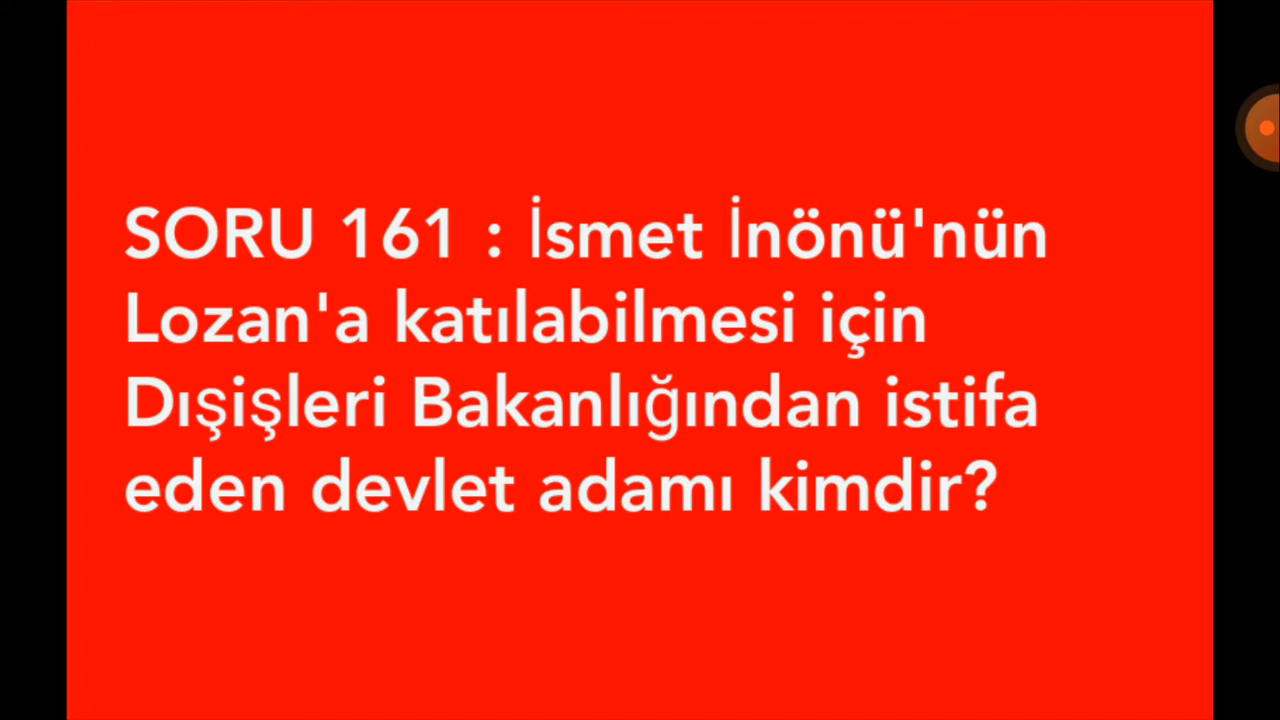 SORU 161 : İsmet İnönü'nün
Lozan'a katılabilmesi için
Dışişleri Bakanlığından istifa
eden devlet adamı kimdir?